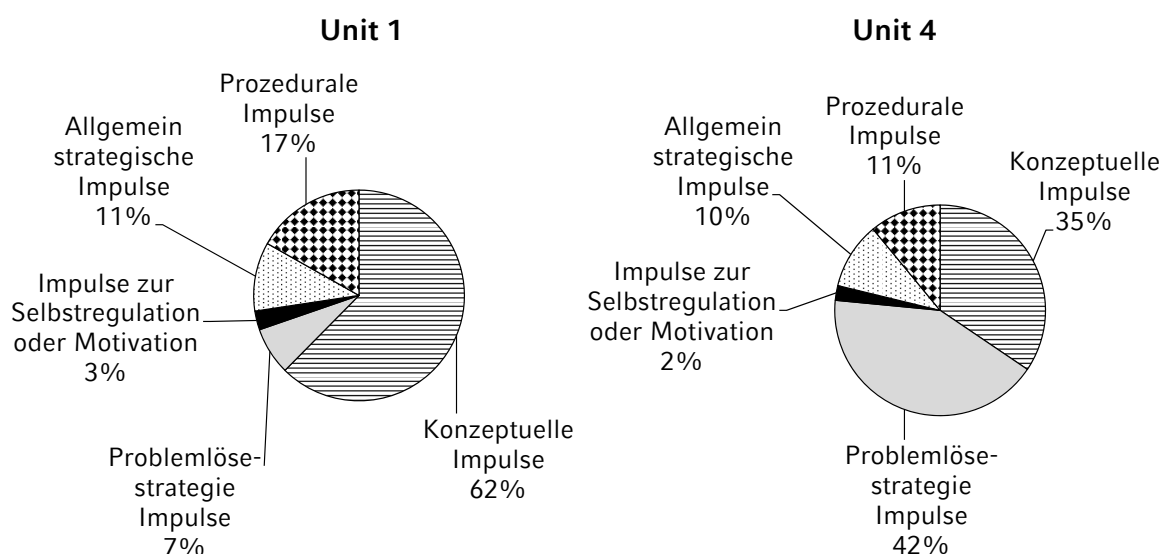 Unit 1
Prozedurale
Impulse
17%
Allgemein
strategische
Impulse
11%
Impulse zur
Selbstregulation
oder Motivation
3%
Problemlöse-
strategie
Impulse
7%
Konzeptuelle
Impulse
62%
Unit 4
Prozedurale
Impulse
11%
Allgemein
strategische
Impulse
10%
Konzeptuelle
Impulse
35%
Impulse zur
Selbstregulation
oder Motivation
2%
Problemlöse-
strategie
Impulse
42%